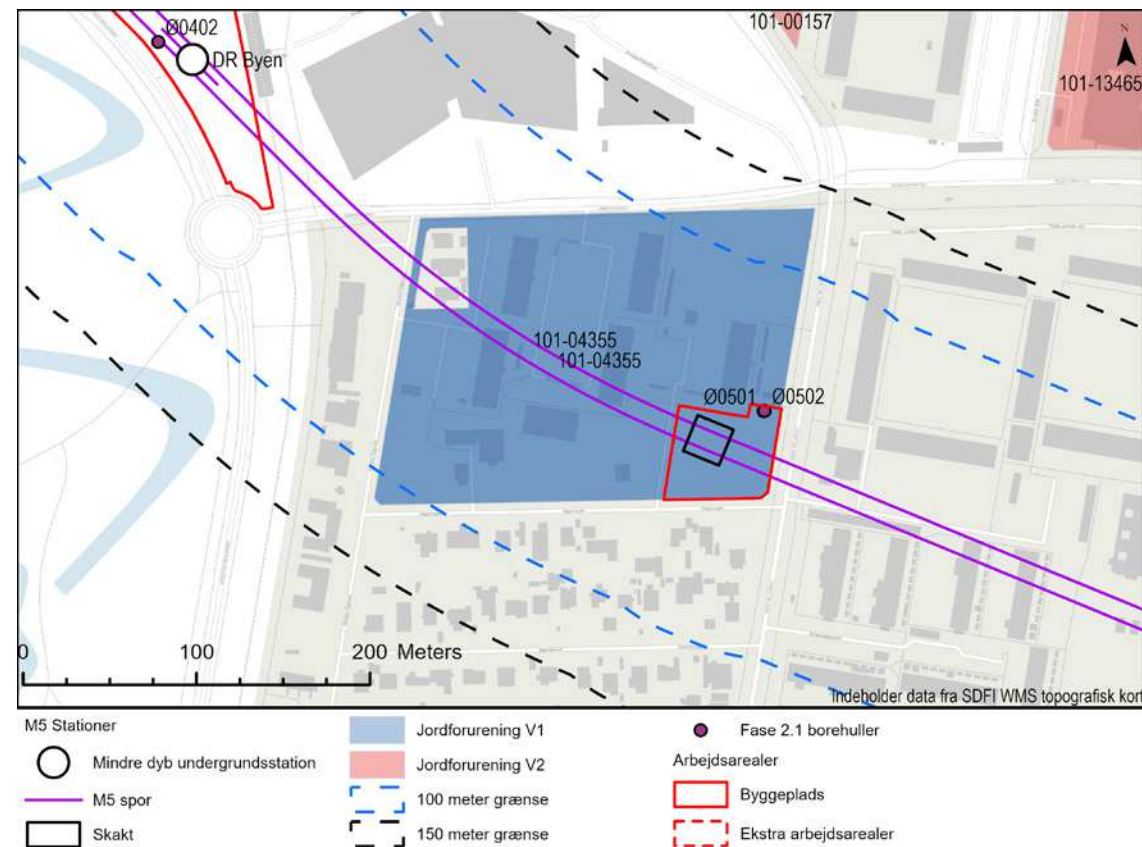 Ø0402
DR Byen
101-00157
N
101-13465
101-04355
101-04355
Ø0501 Ø0502
0 100 200 Meters
Indeholder data fra SDFI WMS topografisk kort
M5 Stationer
Mindre dyb undergrundsstation
M5 spor
Skakt
Jordforurening V1
Jordforurening V2
100 meter grænse
150 meter grænse
Fase 2.1 borehuller
Arbejdsarealer
Byggeplads
Ekstra arbejdsarealer